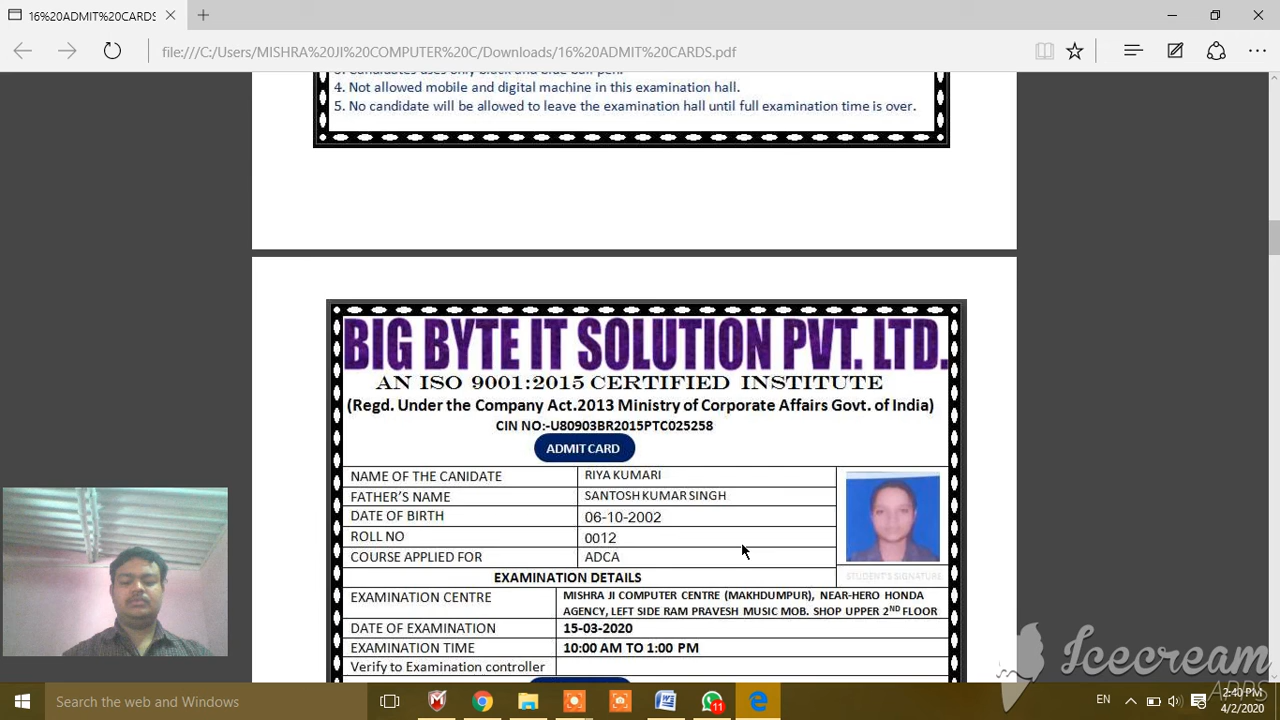 16%20ADMIT%20CARDS
file:///C:/Users/MISHRA%20JI%20COMPUTER%20C/Downloads/16%20ADMIT%20CARDS.pdf
4. Not allowed mobile and digital machine in this examination hall.
5. No candidate will be allowed to leave the examination hall until full examination time is over.
BIG BYTE IT SOLUTION PVT. LTD.
AN ISO 9001:2015 CERTIFIED INSTITUTE
(Regd. Under the Company Act.2013 Ministry of Corporate Affairs Govt. of India)
CIN NO:-U80903BR2015PTC025258
ADMIT CARD
NAME OF THE CANIDATE RIYA KUMARI
FATHER'S NAME SANTOSH KUMAR SINGH
DATE OF BIRTH 06-10-2002
ROLL NO 0012
COURSE APPLIED FOR ADCA
STUDENT'S SIGNATURE
EXAMINATION DETAILS
EXAMINATION CENTRE MISHRA JI COMPUTER CENTRE (MAKHDUMPUR), NEAR-HERO HONDA
AGENCY, LEFT SIDE RAM PRAVESH MUSIC MOB. SHOP UPPER 2ND FLOOR
DATE OF EXAMINATION 15-03-2020
EXAMINATION TIME 10:00 AM TO 1:00 PM
Verify to Examination controller
Icecream
APPS
Search the web and Windows
11
EN
2:40 PM
4/2/2020